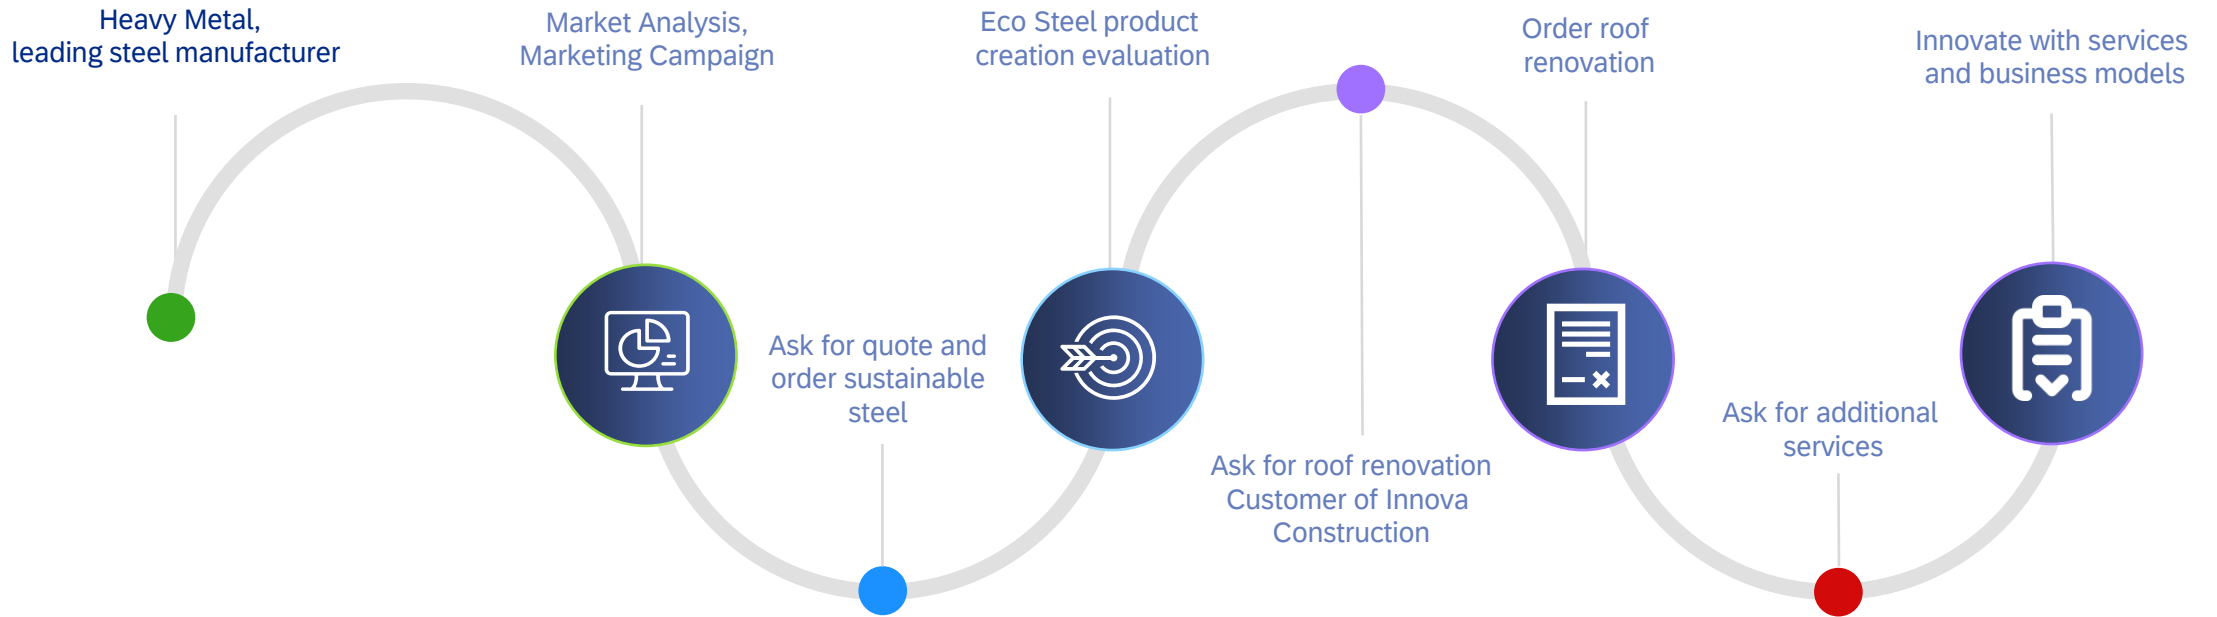 Heavy Metal,
leading steel manufacturer
Market Analysis,
Marketing Campaign
Ask for quote and
order sustainable
steel
Eco Steel product
creation evaluation
Ask for roof renovation
Customer of Innova
Construction
Order roof
renovation
Ask for additional
services
Innovate with services
and business models